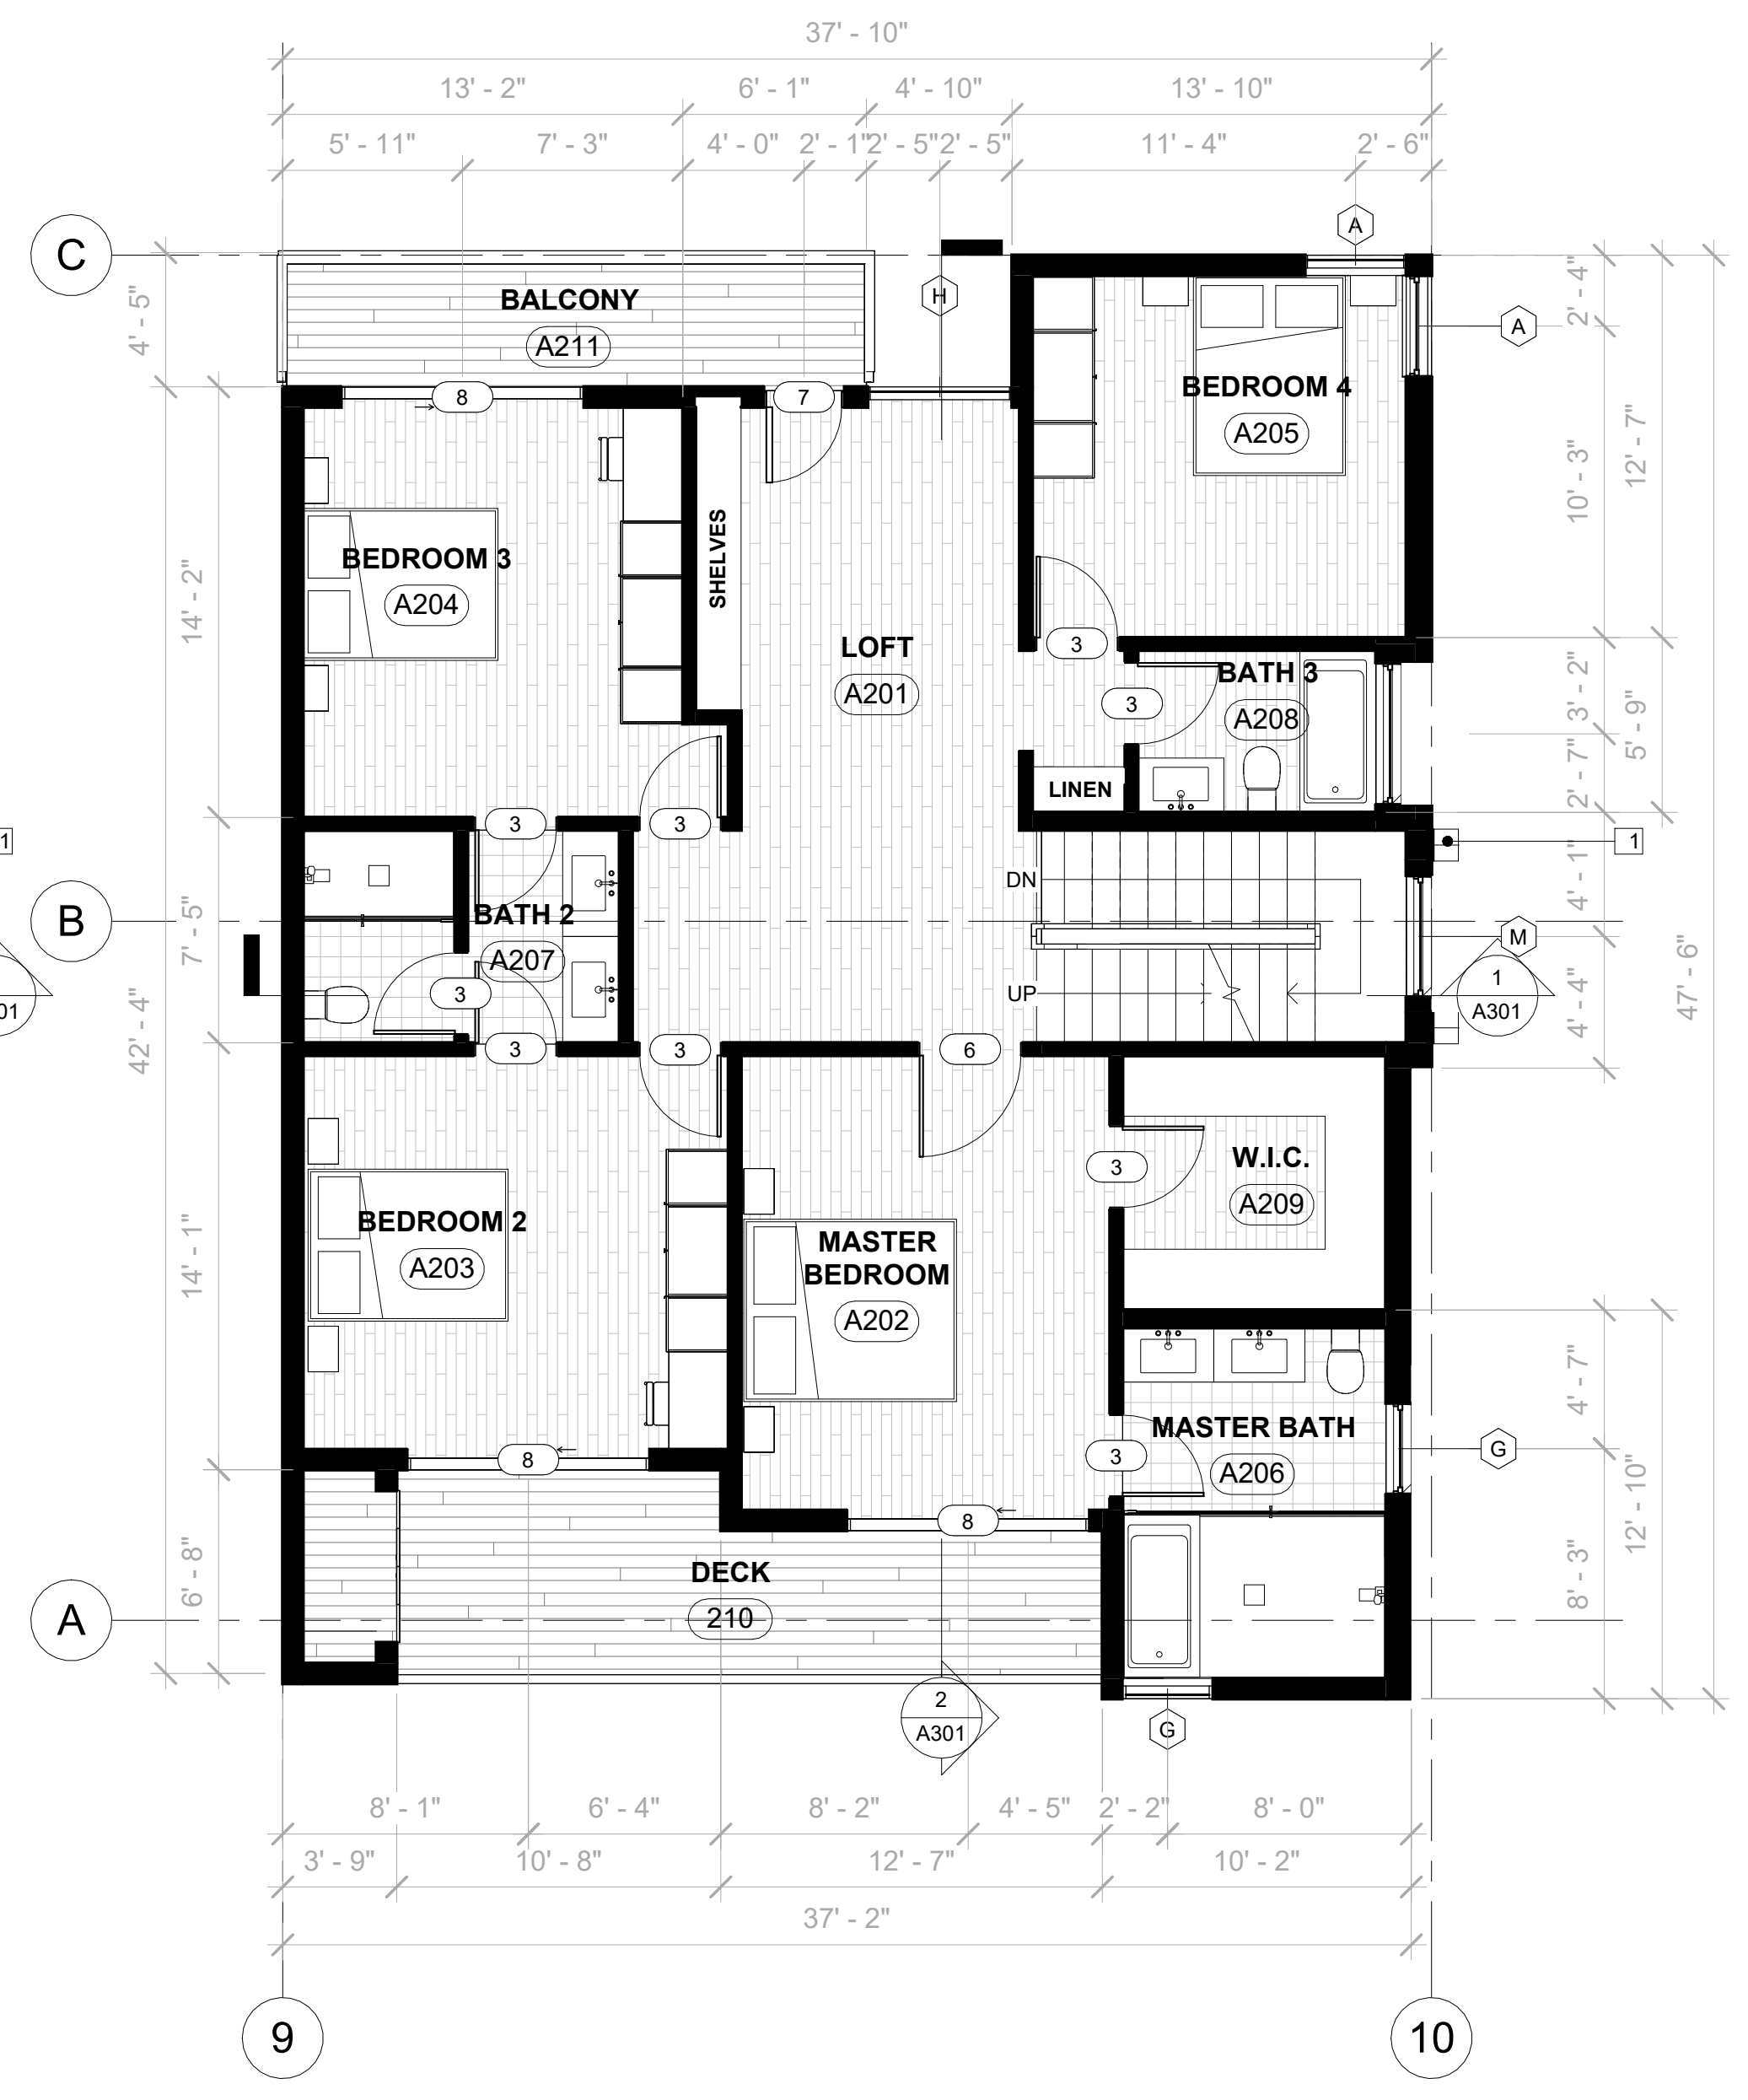 37' - 10"
13' - 2"
6' - 1"
4' - 10"
13' - 10"
5' - 11"
7' - 3"
4' - 0"
2' - 1"
2' - 5"
2' - 5"
11' - 4"
2' - 6"
A
C
H
A
BALCONY
A211
4' - 5"
2' - 4"
8
7
BEDROOM 4
A205
12' - 7"
10' - 3"
SHELVES
BEDROOM 3
A204
14' - 2"
LOFT
A201
3
BATH 3
A208
3
3' - 2"
5' - 9"
2' - 7"
LINEN
3
3
1
1
DN
4' - 1"
B
7' - 5"
BATH 2
A207
M
3
UP
1
A301
01
4' - 4"
47' - 6"
42' - 4"
3
3
6
W.I.C.
A209
3
BEDROOM 2
A203
14' - 1"
MASTER
BEDROOM
A202
4' - 7"
MASTER BATH
A206
3
G
8
8
12' - 10"
DECK
210
6' - 8"
8' - 3"
A
2
A301
G
8' - 1"
6' - 4"
8' - 2"
4' - 5"
2' - 2"
8' - 0"
3' - 9"
10' - 8"
12' - 7"
10' - 2"
37' - 2"
9
10